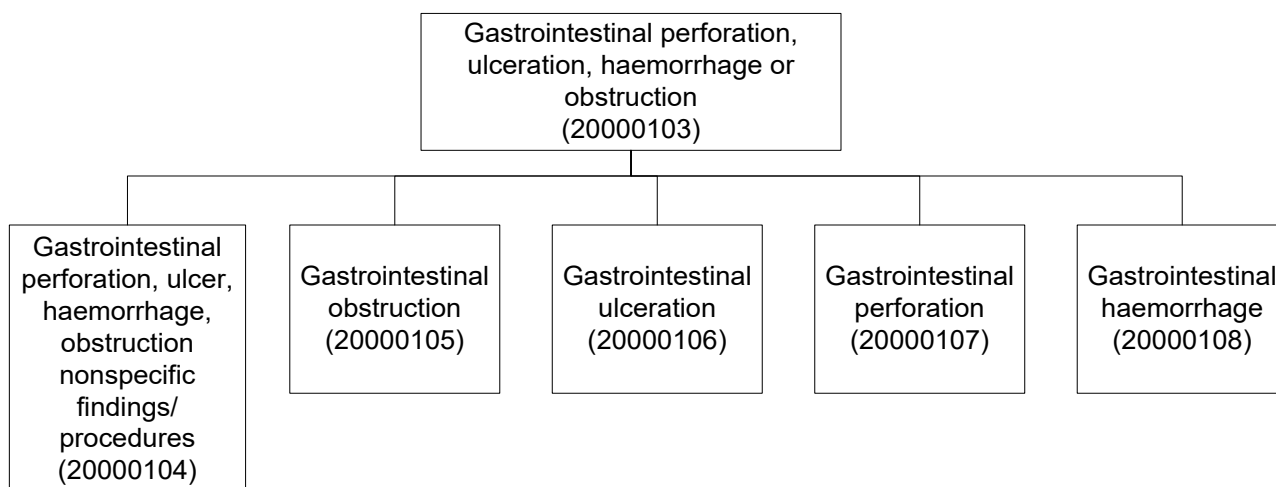 Gastrointestinal perforation,
ulceration, haemorrhage or
obstruction
(20000103)
Gastrointestinal
perforation, ulcer,
haemorrhage,
obstruction
nonspecific
findings/
procedures
(20000104)
Gastrointestinal
obstruction
(20000105)
Gastrointestinal
ulceration
(20000106)
Gastrointestinal
perforation
(20000107)
Gastrointestinal
haemorrhage
(20000108)